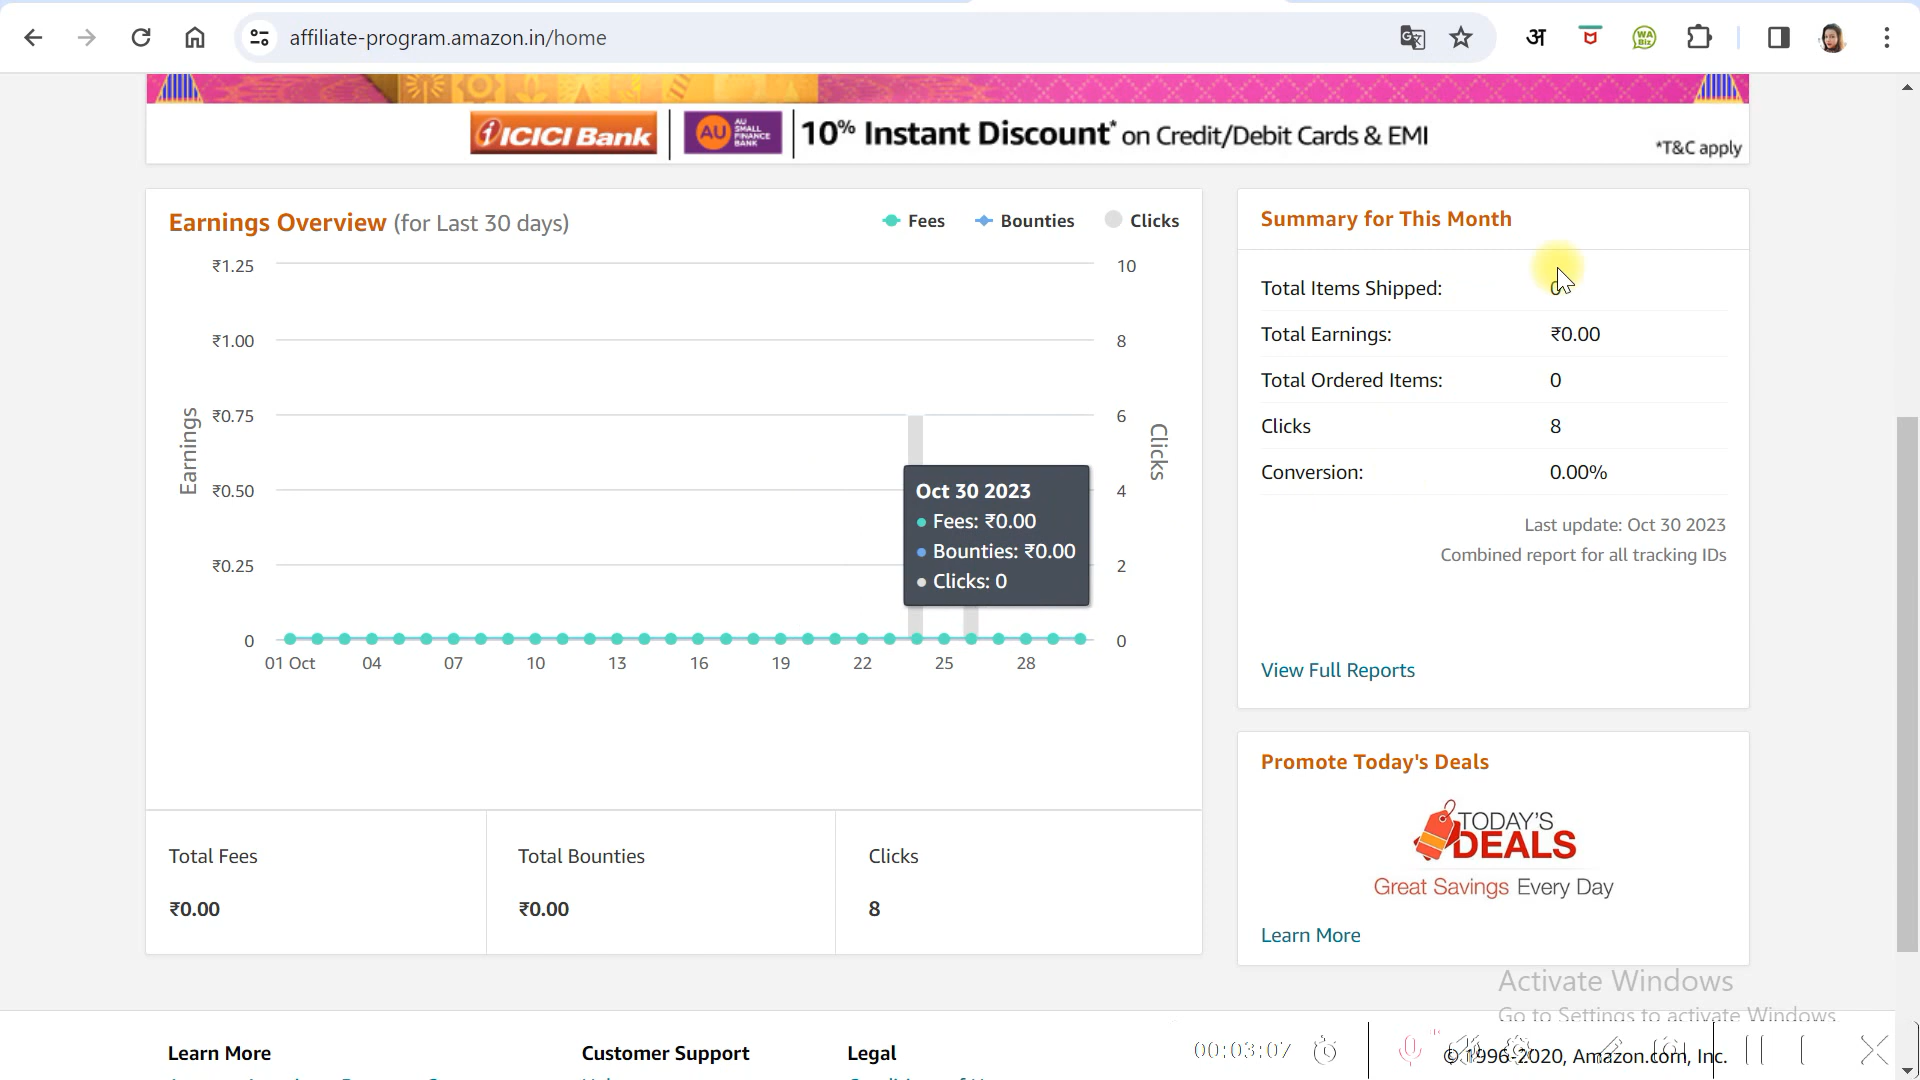 affiliate-program.amazon.in/home
अ
WA
Biz
ICICI Bank
AU
AU
SMALL
FINANCE
BANK
10% Instant Discount* on Credit/Debit Cards & EMI
*T&C apply
Earnings Overview (for Last 30 days)
Fees
Bounties
Clicks
₹1.25
₹1.00
₹0.75
₹0.50
₹0.25
0
Earnings
10
8
6
4
2
0
Clicks
Oct 30 2023
Fees: ₹0.00
Bounties: ₹0.00
Clicks: 0
01 Oct 04 07 10 13 16 19 22 25 28
Total Fees
₹0.00
Total Bounties
₹0.00
Clicks
8
Summary for This Month
Total Items Shipped: 0
Total Earnings: ₹0.00
Total Ordered Items: 0
Clicks 8
Conversion: 0.00%
Last update: Oct 30 2023
Combined report for all tracking IDs
View Full Reports
Promote Today's Deals
TODAY'S
DEALS
Great Savings Every Day
Learn More
Activate Windows
Go to Settings to activate Windows
Learn More
Customer Support
Legal
00:03:07
© 1996-2020, Amazon.com, Inc.